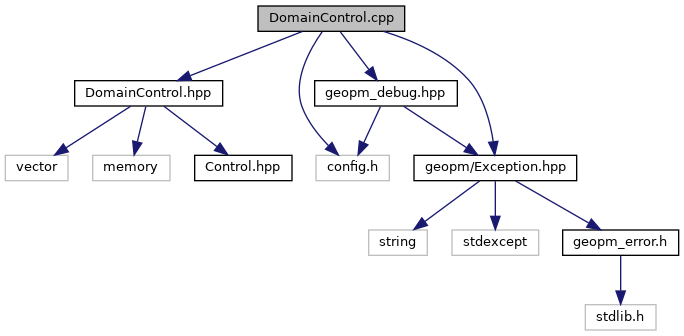 DomainControl.cpp
DomainControl.hpp
geopm_debug.hpp
vector
memory
Control.hpp
config.h
geopm/Exception.hpp
string
stdexcept
geopm_error.h
stdlib.h